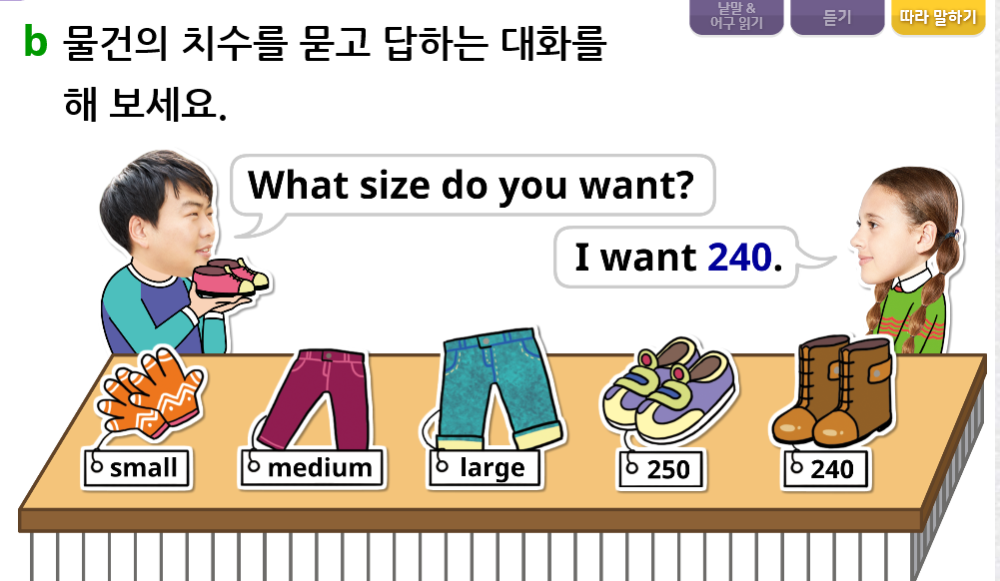 낱말 &
어구 읽기
듣기
따라 말하기
b 물건의 치수를 묻고 답하는 대화를
해 보세요.
What size do you want?
I want 240.
small
medium
large
250
240